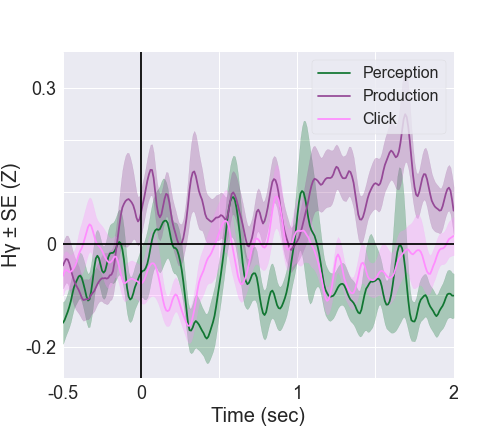 Perception
Production
Click
0.3
0
-0.2
Hγ ± SE (Z)
-0.5
0
1
2
Time (sec)